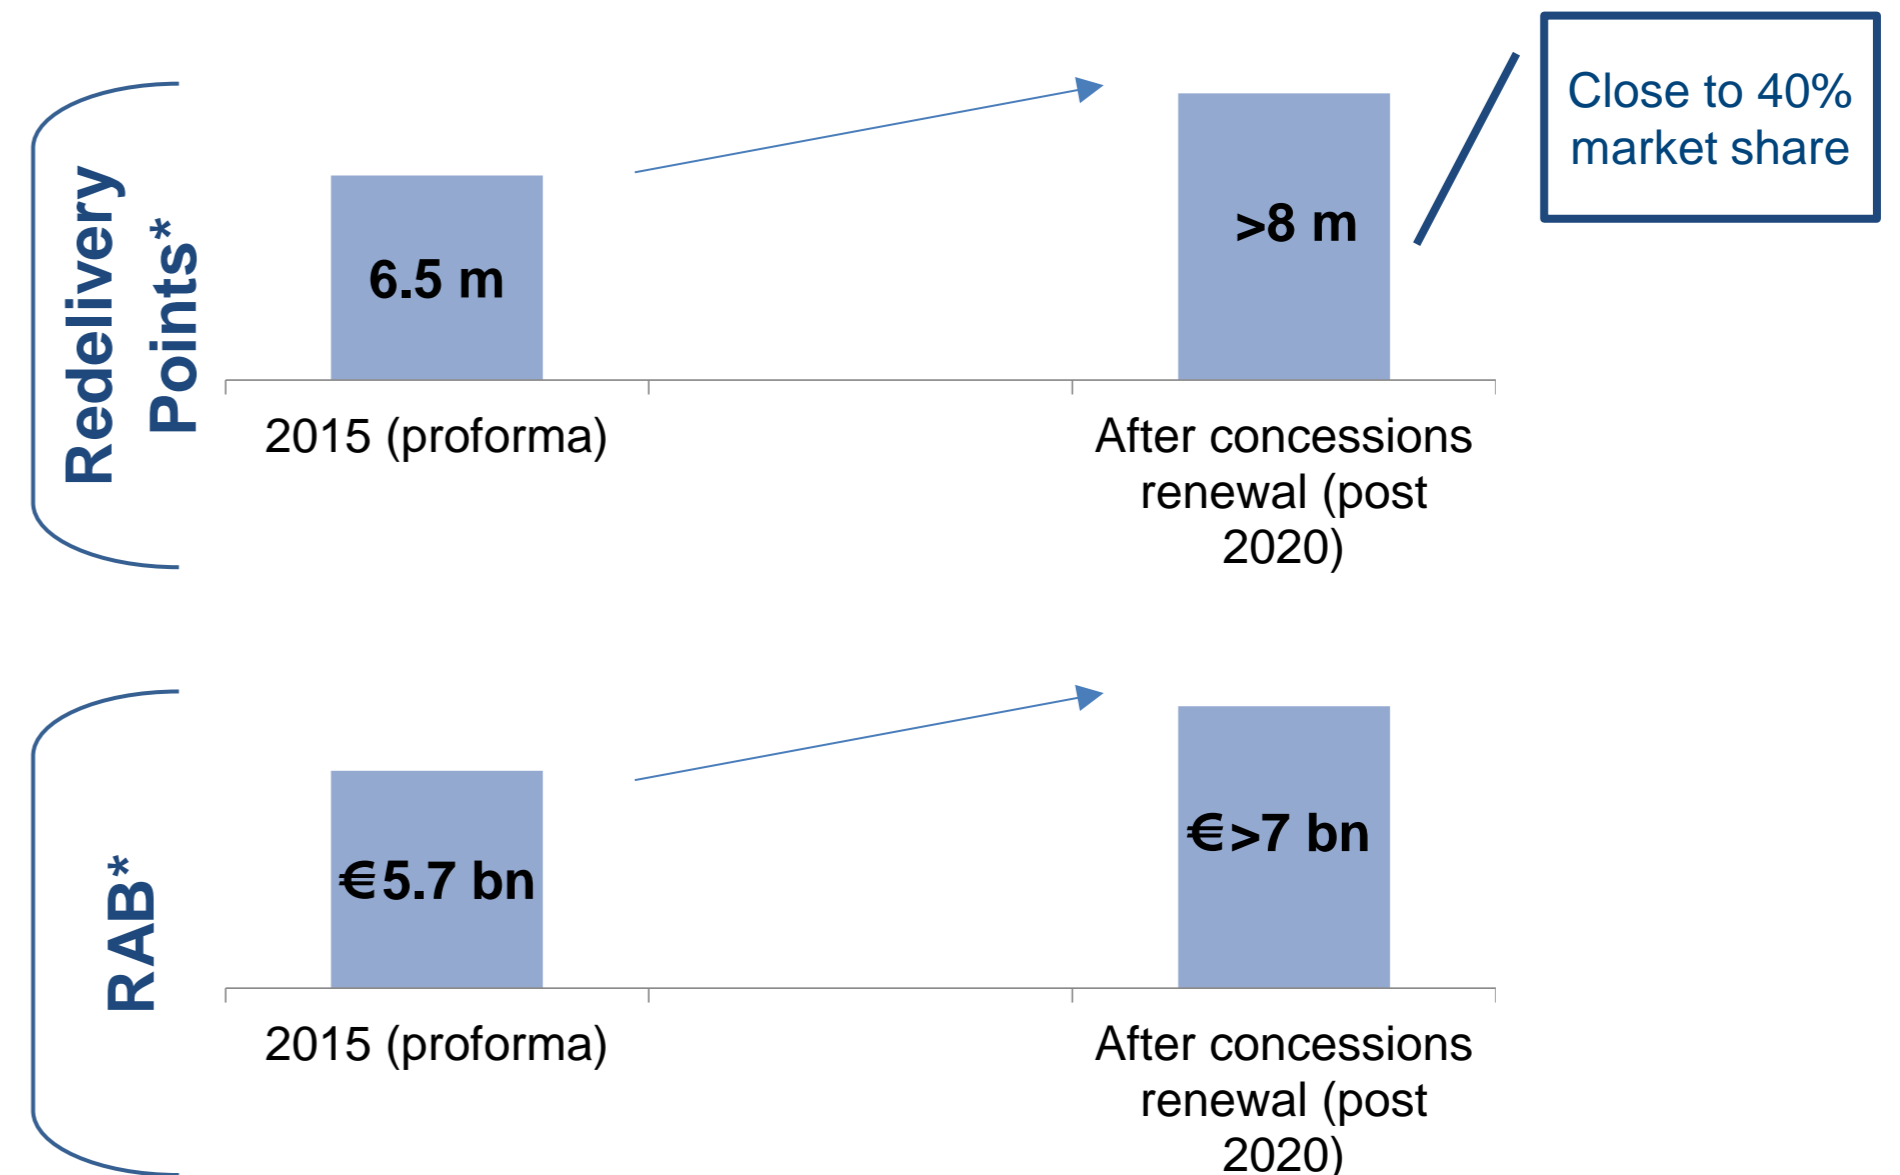 Close to 40%
market share
Redelivery
Points*
6.5 m
>8 m
2015 (proforma)
After concessions
renewal (post
2020)
RAB*
€5.7 bn
€>7 bn
2015 (proforma)
After concessions
renewal (post
2020)